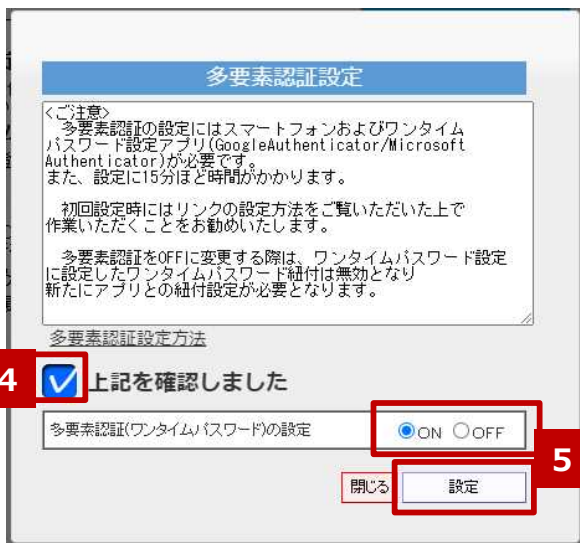 多要素認証設定
<ご注意>
多要素認証の設定にはスマートフォンおよびワンタイム
パスワード設定アプリ(GoogleAuthenticator/Microsoft
Authenticator)が必要です。
また、設定に15分ほど時間がかかります。
初回設定時にはリンクの設定方法をご覧いただいた上で
作業いただくことをお勧めいたします。
多要素認証をOFFに変更する際は、ワンタイムパスワード設定
に設定したワンタイムパスワード紐付は無効となり
新たにアプリとの紐付設定が必要となります。
多要素認証設定方法
4
上記を確認しました
多要素認証(ワンタイムパスワード)の設定 ON OFF
5
閉じる 設定